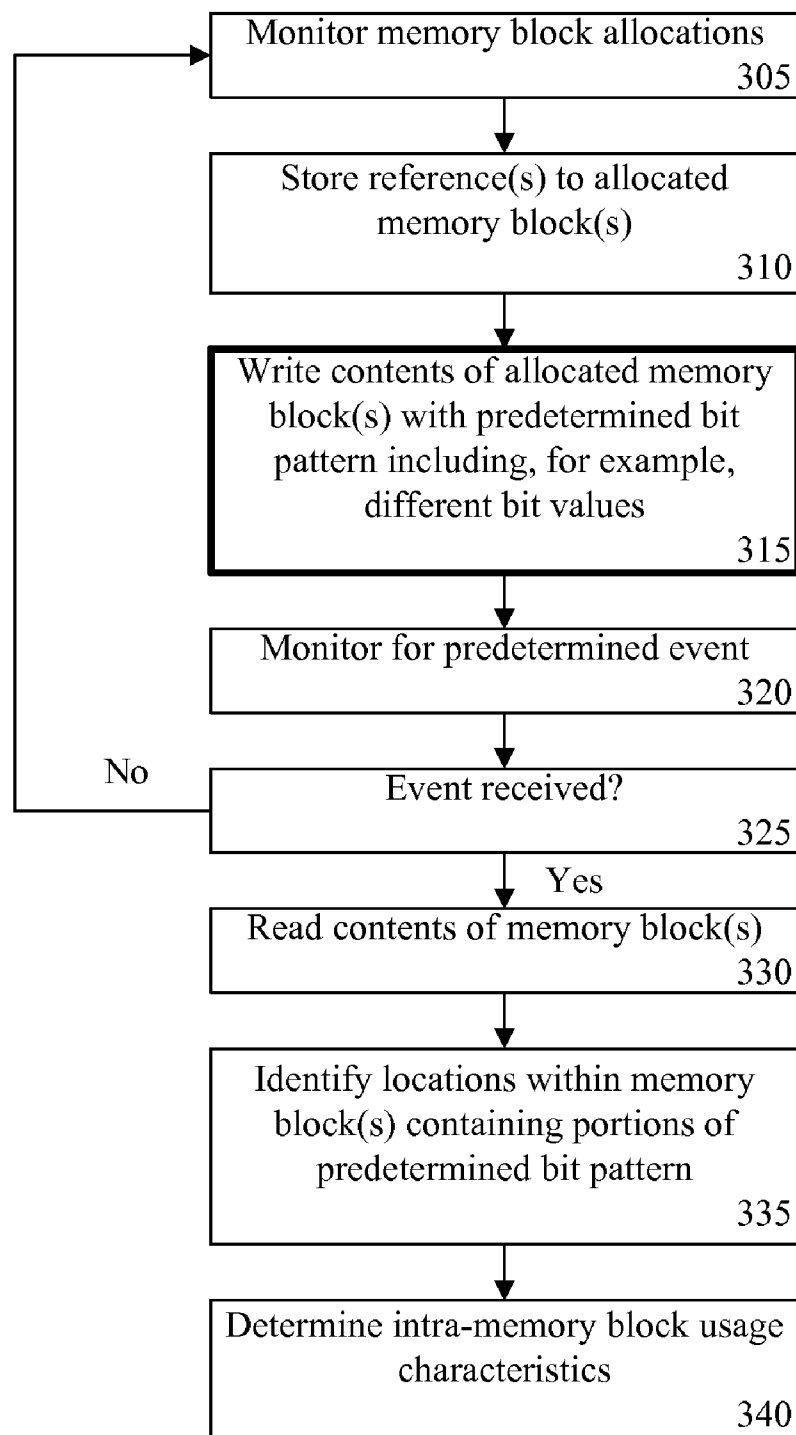 Monitor memory block allocations
305
Store reference(s) to allocated
memory block(s)
310
Write contents of allocated memory
block(s) with predetermined bit
pattern including, for example,
different bit values
315
Monitor for predetermined event
320
No
Event received?
325
Yes
Read contents of memory block(s)
330
Identify locations within memory
block(s) containing portions of
predetermined bit pattern
335
Determine intra-memory block usage
characteristics
340